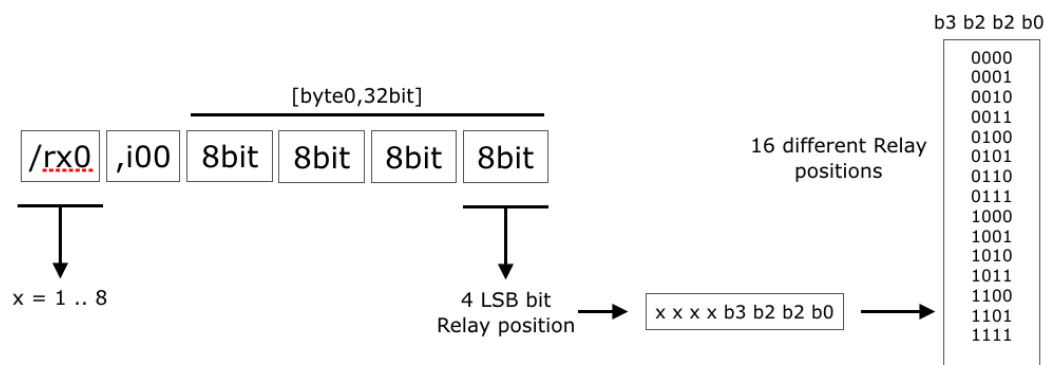 [byte0,32bit]
/rx0 ,i00 8bit 8bit 8bit 8bit
x = 1 .. 8
4 LSB bit
Relay position
x x x x b3 b2 b2 b0
16 different Relay
positions
b3 b2 b2 b0
0000
0001
0010
0011
0100
0101
0110
0111
1000
1001
1010
1011
1100
1101
1111